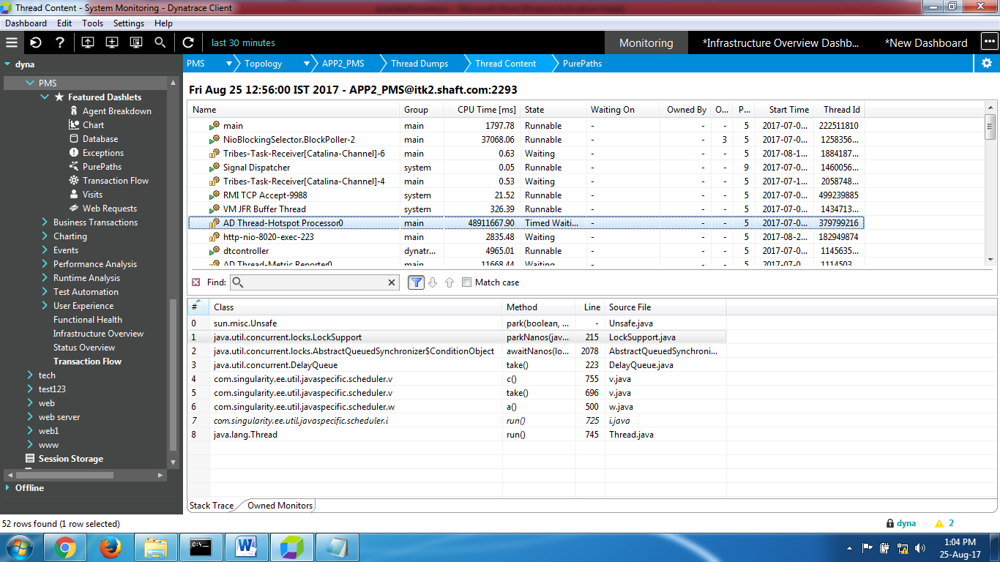 Thread Content - System Monitoring - Dynatrace Client
Dashboard Edit Tools Settings Help
last 30 minutes Monitoring *Infrastructure Overview Dashb... *New Dashboard
dyna
PMS
Featured Dashlets
Agent Breakdown
Chart
Database
Exceptions
PurePaths
Transaction Flow
Visits
Web Requests
Business Transactions
Charting
Events
Performance Analysis
Runtime Analysis
Test Automation
User Experience
Functional Health
Infrastructure Overview
Status Overview
Transaction Flow
tech
test123
web
web server
web1
www
Session Storage
Offline
PMS Topology APP2_PMS Thread Dumps Thread Content PurePaths
Fri Aug 25 12:56:00 IST 2017 - APP2_PMS@itk2.shaft.com:2293
Name Group CPU Time [ms] State Waiting On Owned By O... P... Start Time Thread Id
main main 1797.78 Runnable - - - 5 2017-07-0... 222511810
NioBlockingSelector.BlockPoller-2 main 37068.06 Runnable - - 3 5 2017-07-0... 1258356...
Tribes-Task-Receiver[Catalina-Channel]-6 main 0.63 Waiting - - - 5 2017-08-1... 1884187...
Signal Dispatcher system 0.05 Runnable - - - 9 2017-07-0... 1460056...
Tribes-Task-Receiver[Catalina-Channel]-4 main 0.53 Waiting - - - 5 2017-07-1... 2058748...
RMI TCP Accept-9988 system 21.52 Runnable - - - 5 2017-07-0... 499239885
VM JFR Buffer Thread system 326.39 Runnable - - - 5 2017-07-0... 1434713...
AD Thread-Hotspot Processor0 main 48911667.90 Timed Waiti... - - - 5 2017-07-0... 379799216
http-nio-8020-exec-223 main 2835.48 Waiting - - - 5 2017-08-2... 182949874
dtcontroller dynatr... 4965.01 Runnable - - - 5 2017-07-0... 1145635...
AD Thread-Metric Reporter0 main 11668.44 Waiting - - - 5 2017-07-0... 1114503...
Find: Match case
# Class Method Line Source File
0 sun.misc.Unsafe park(boolean, ... - Unsafe.java
1 java.util.concurrent.locks.LockSupport parkNanos(jav... 215 LockSupport.java
2 java.util.concurrent.locks.AbstractQueuedSynchronizer$ConditionObject awaitNanos(lo... 2078 AbstractQueuedSynchroni...
3 java.util.concurrent.DelayQueue take() 223 DelayQueue.java
4 com.singularity.ee.util.javaspecific.scheduler.v c() 755 v.java
5 com.singularity.ee.util.javaspecific.scheduler.v take() 696 v.java
6 com.singularity.ee.util.javaspecific.scheduler.w a() 500 w.java
7 com.singularity.ee.util.javaspecific.scheduler.i run() 725 i.java
8 java.lang.Thread run() 745 Thread.java
Stack Trace Owned Monitors
52 rows found (1 row selected) dyna 2
1:04 PM
25-Aug-17